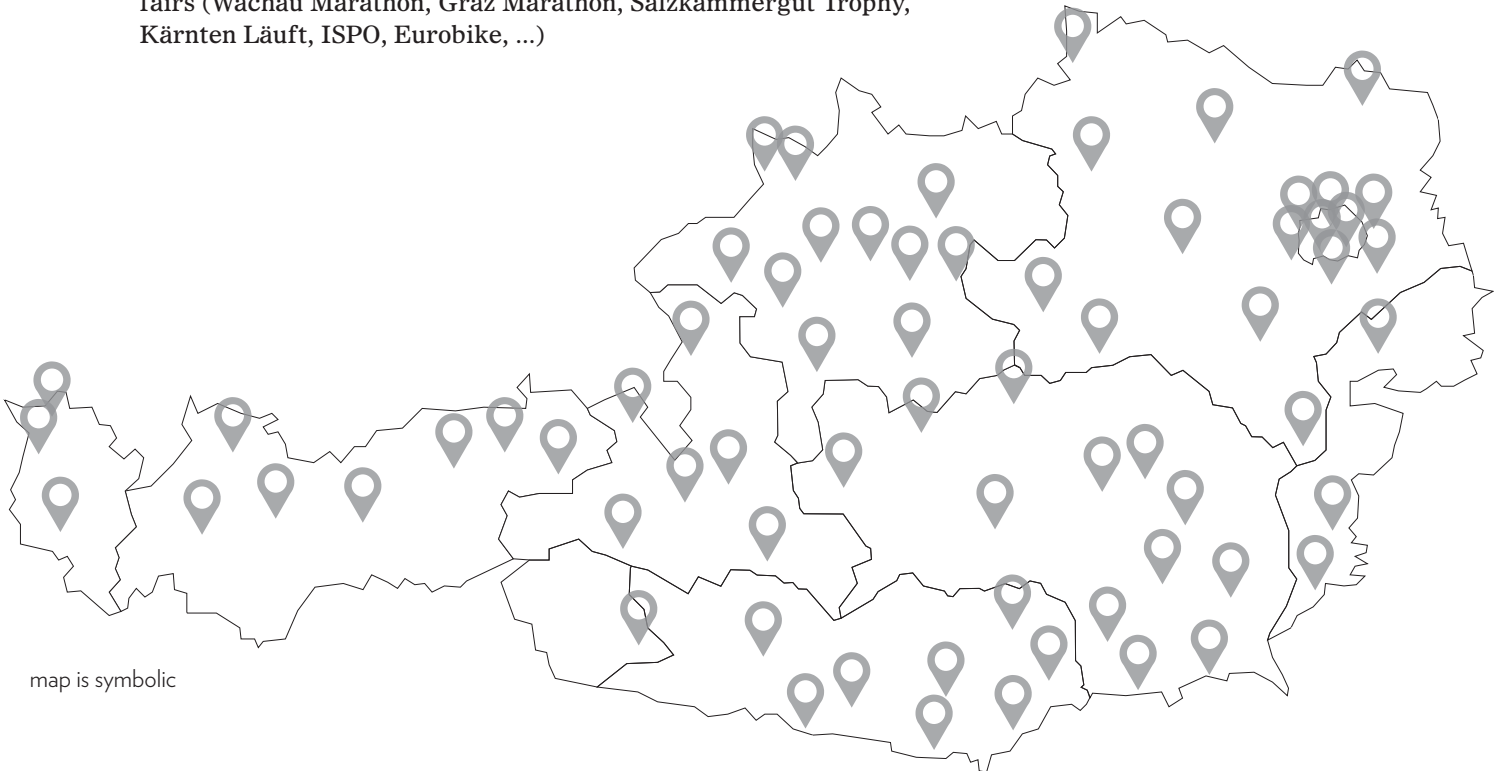 fairs (Wachau Marathon, Graz Marathon, Salzkammergut Trophy,
Kärnten Läuft, ISPO, Eurobike, ...)
map is symbolic